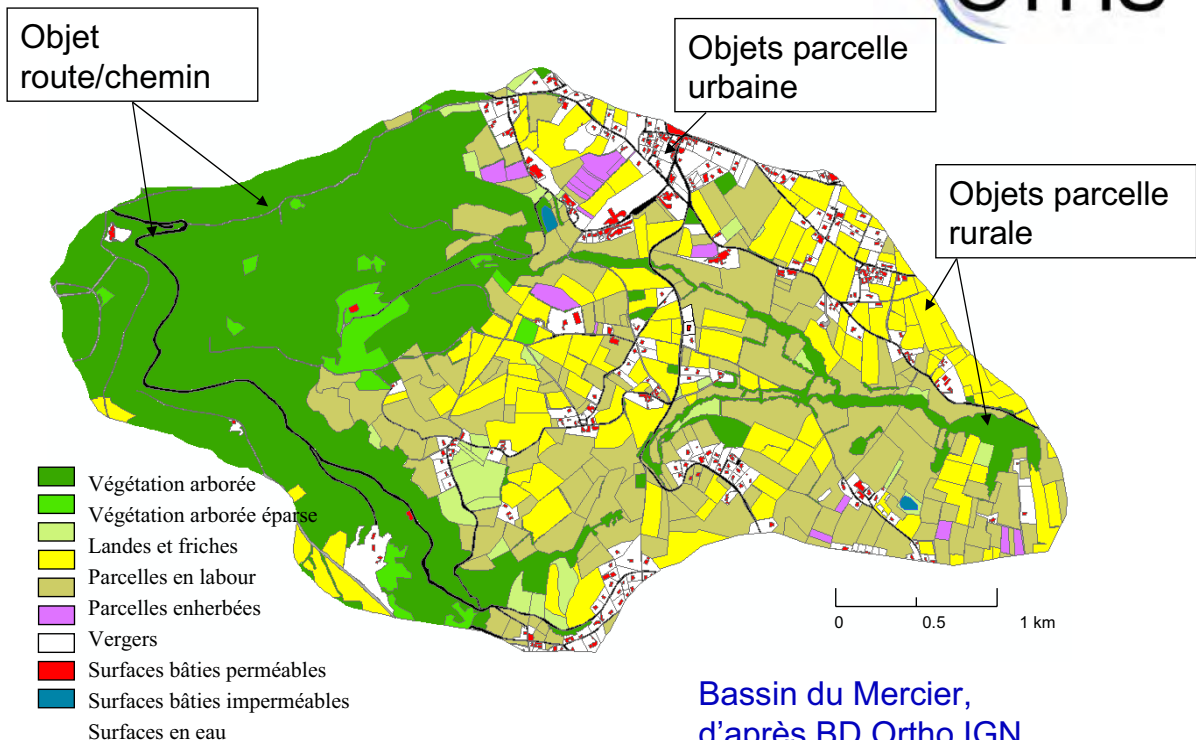 Objet
route/chemin
Objets parcelle
urbaine
Objets parcelle
rurale
Végétation arborée
Végétation arborée éparse
Landes et friches
Parcelles en labour
Parcelles enherbées
Vergers
Surfaces bâties perméables
Surfaces bâties imperméables
Surfaces en eau
0 0.5 1 km
Bassin du Mercier,
d'après BD Ortho IGN